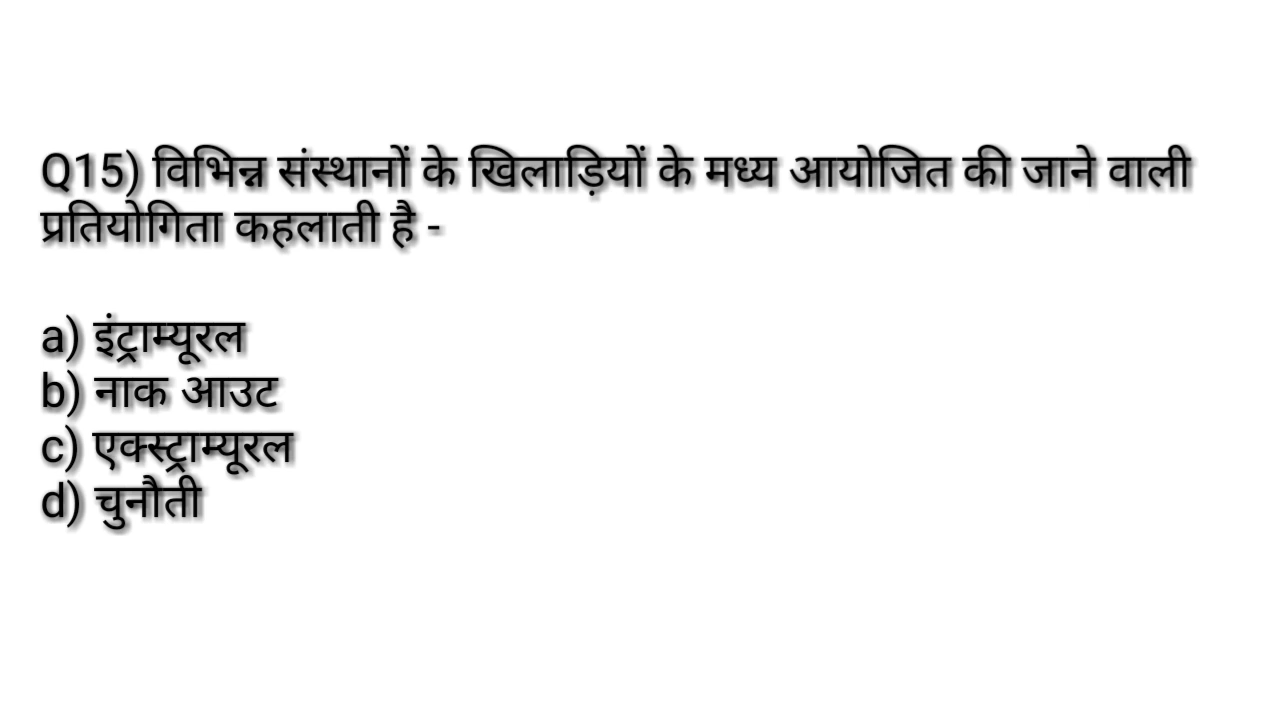 Q15) विभिन्न संस्थानों के खिलाड़ियों के मध्य आयोजित की जाने वाली
प्रतियोगिता कहलाती है -
a) इंट्राम्यूरल
b) नाक आउट
c) एक्स्ट्राम्यूरल
d) चुनौती